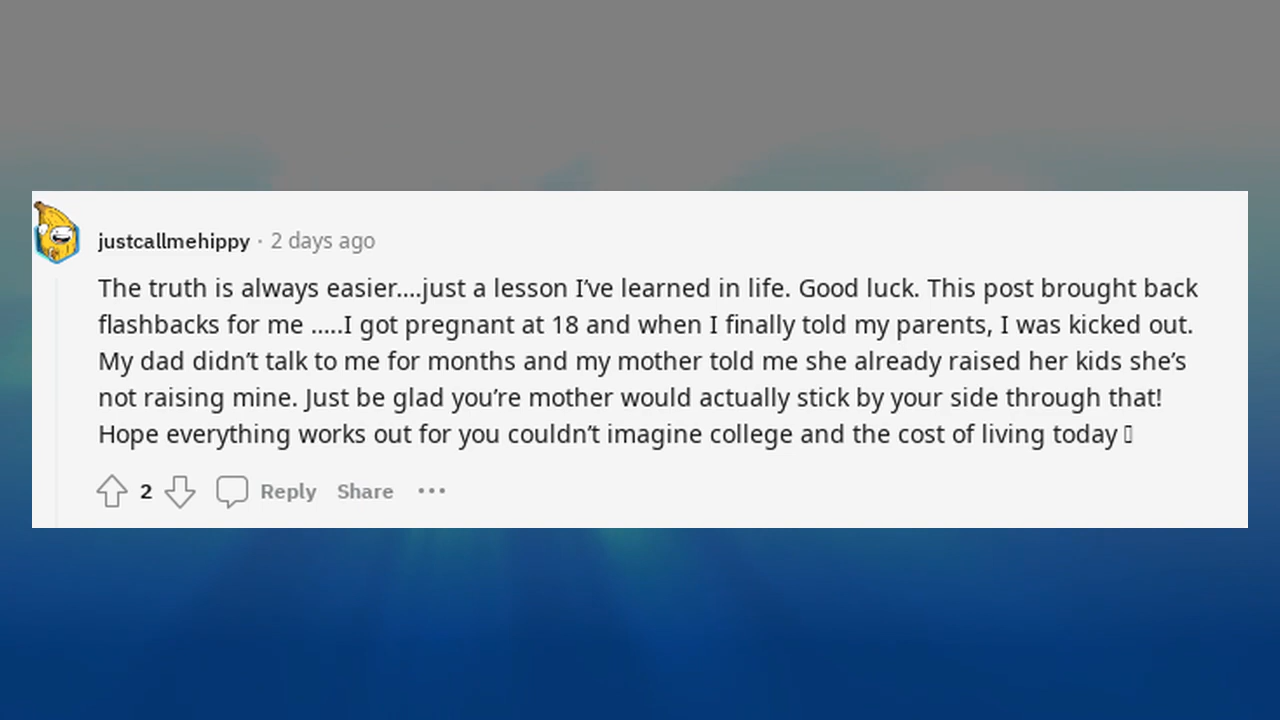 justcallmehippy · 2 days ago
The truth is always easier....just a lesson I’ve learned in life. Good luck. This post brought back
flashbacks for me .....I got pregnant at 18 and when I finally told my parents, I was kicked out.
My dad didn’t talk to me for months and my mother told me she already raised her kids she’s
not raising mine. Just be glad you’re mother would actually stick by your side through that!
Hope everything works out for you couldn’t imagine college and the cost of living today
2 Reply Share